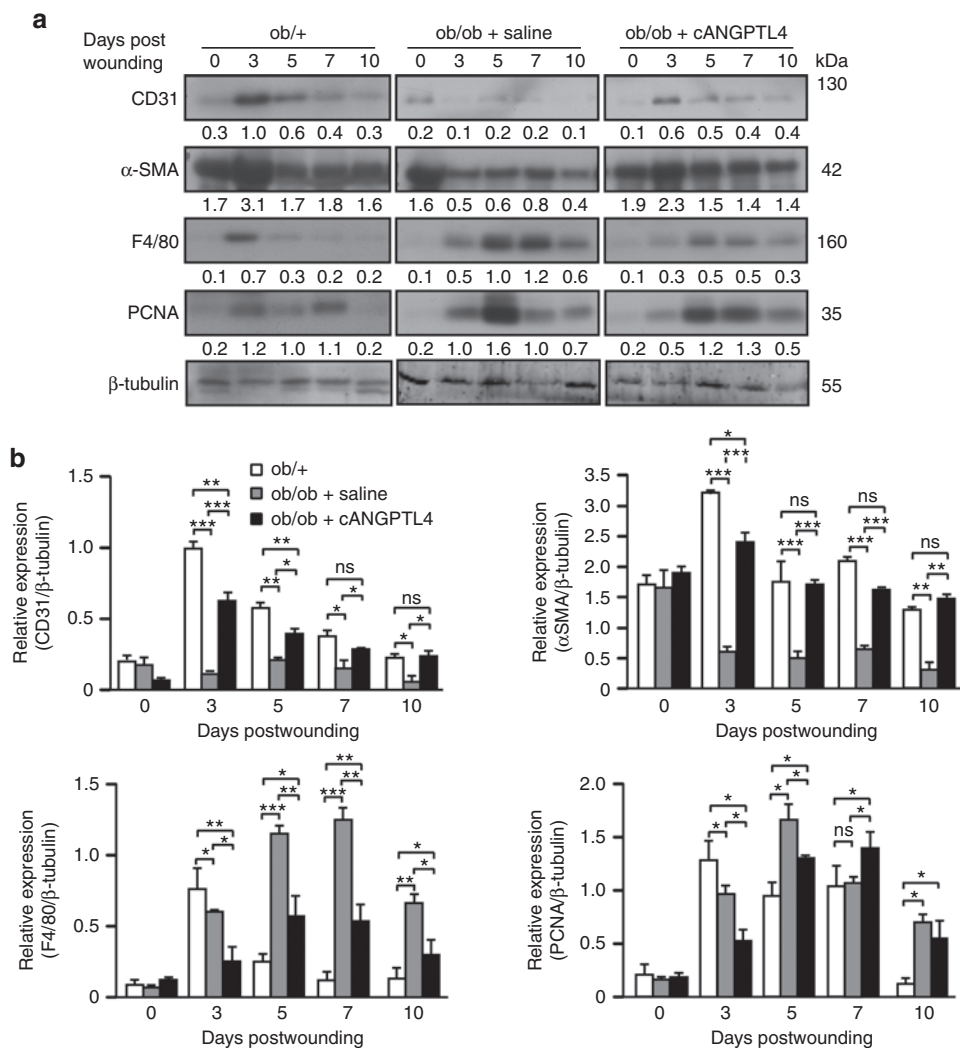 a
Days post wounding
ob/+
ob/ob + saline
ob/ob + cANGPTL4
0 3 5 7 10 0 3 5 7 10 0 3 5 7 10 kDa
CD31 130
0.3 1.0 0.6 0.4 0.3 0.2 0.1 0.2 0.2 0.1 0.1 0.6 0.5 0.4 0.4
α-SMA 42
1.7 3.1 1.7 1.8 1.6 1.6 0.5 0.6 0.8 0.4 1.9 2.3 1.5 1.4 1.4
F4/80 160
0.1 0.7 0.3 0.2 0.2 0.1 0.5 1.0 1.2 0.6 0.1 0.3 0.5 0.5 0.3
PCNA 35
0.2 1.2 1.0 1.1 0.2 0.2 1.0 1.6 1.0 0.7 0.2 0.5 1.2 1.3 0.5
β-tubulin 55
b
Relative expression
(CD31/β-tubulin)
1.5
1.0
0.5
0
ob/+
ob/ob + saline
ob/ob + cANGPTL4
** *** ***
** ** *
ns * *
ns * *
0 3 5 7 10
Days postwounding
Relative expression
(αSMA/β-tubulin)
3.5
3.0
2.5
2.0
1.5
1.0
0.5
0
* *** ***
ns *** ***
ns *** ***
ns ** **
0 3 5 7 10
Days postwounding
Relative expression
(F4/80/β-tubulin)
1.5
1.0
0.5
0
** * *
* *** **
** *** **
* ** *
0 3 5 7 10
Days postwounding
Relative expression
(PCNA/β-tubulin)
2.0
1.5
1.0
0.5
0
* * *
* * *
* ns *
* *
0 3 5 7 10
Days postwounding